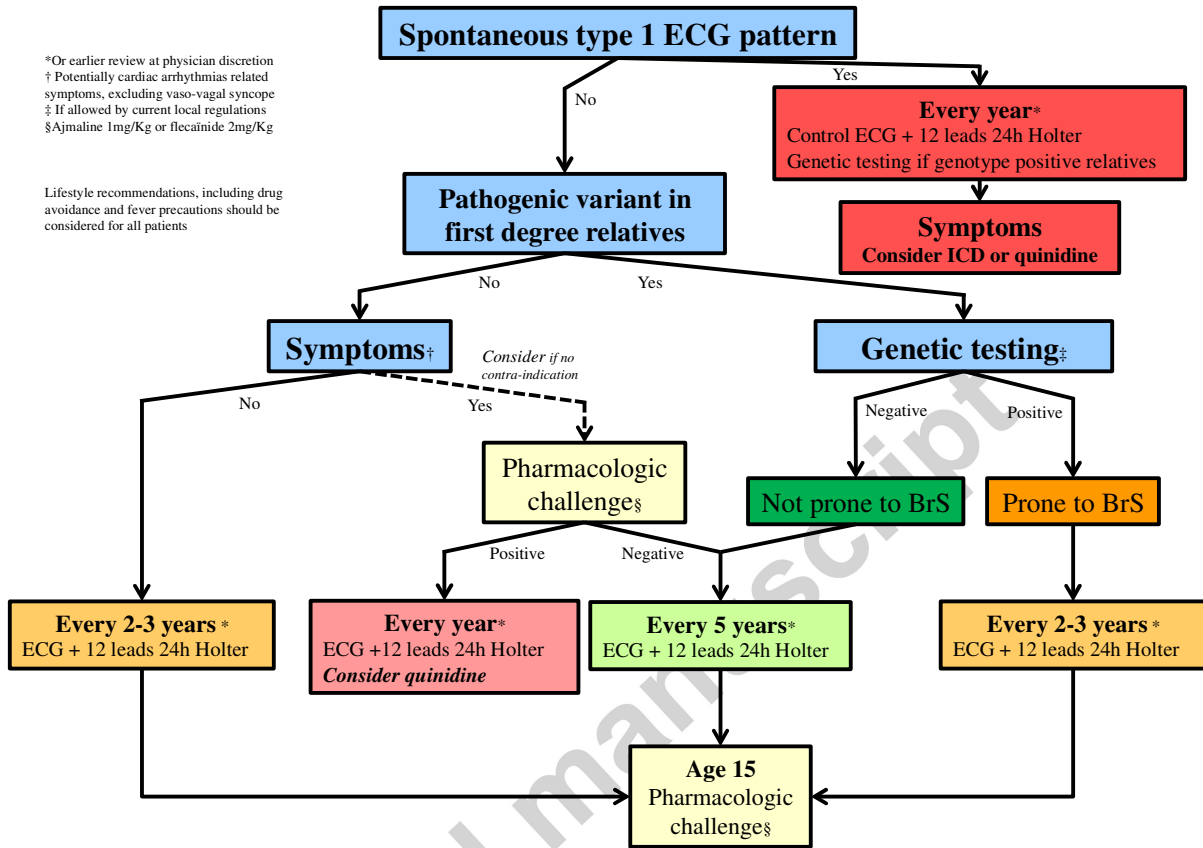 Spontaneous type 1 ECG pattern
*Or earlier review at physician discretion
† Potentially cardiac arrhythmias related
symptoms, excluding vaso-vagal syncope
‡ If allowed by current local regulations
§Ajmaline 1mg/Kg or flecaïnide 2mg/Kg
Lifestyle recommendations, including drug
avoidance and fever precautions should be
considered for all patients
No
Yes
Every year*
Control ECG + 12 leads 24h Holter
Genetic testing if genotype positive relatives
Pathogenic variant in
first degree relatives
Symptoms
Consider ICD or quinidine
No
Yes
Symptoms†
Consider if no
contra-indication
Genetic testing‡
No
Yes
Negative
Positive
Pharmacologic
challenge§
Not prone to BrS
Prone to BrS
Positive
Negative
Every 2-3 years *
ECG + 12 leads 24h Holter
Every year*
ECG +12 leads 24h Holter
Consider quinidine
Every 5 years*
ECG + 12 leads 24h Holter
Every 2-3 years *
ECG + 12 leads 24h Holter
Age 15
Pharmacologic
challenge§
manuscript